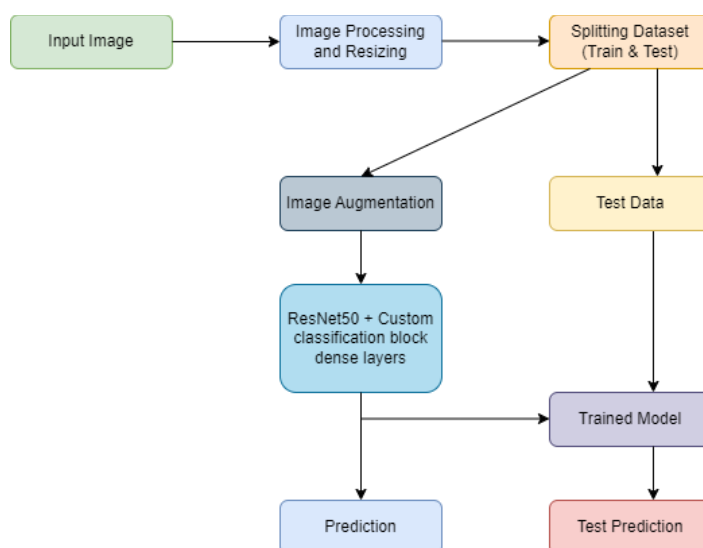 Input Image
Image Processing
and Resizing
Splitting Dataset
(Train & Test)
Image Augmentation
Test Data
ResNet50 + Custom
classification block
dense layers
Trained Model
Prediction
Test Prediction